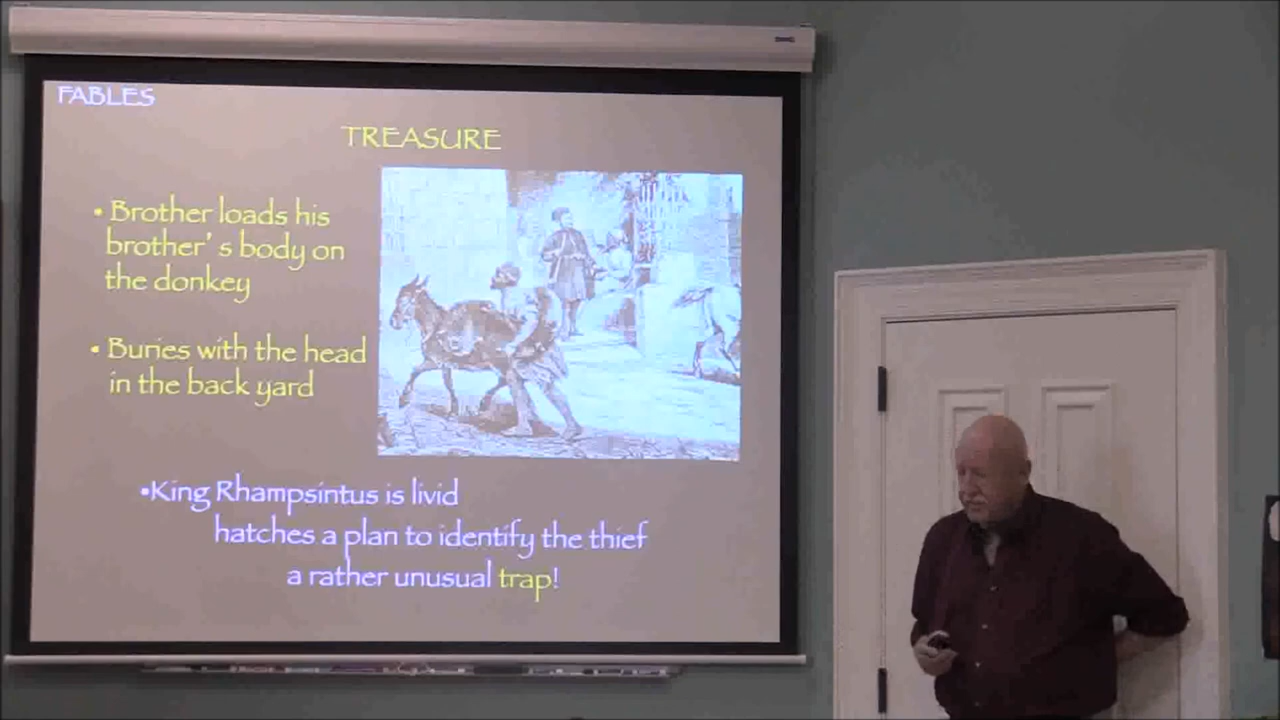 FABLES
TREASURE
• Brother loads his
brother's body on
the donkey
• Buries with the head
in the back yard
•King Rhampsintus is livid
hatches a plan to identify the thief
a rather unusual trap!